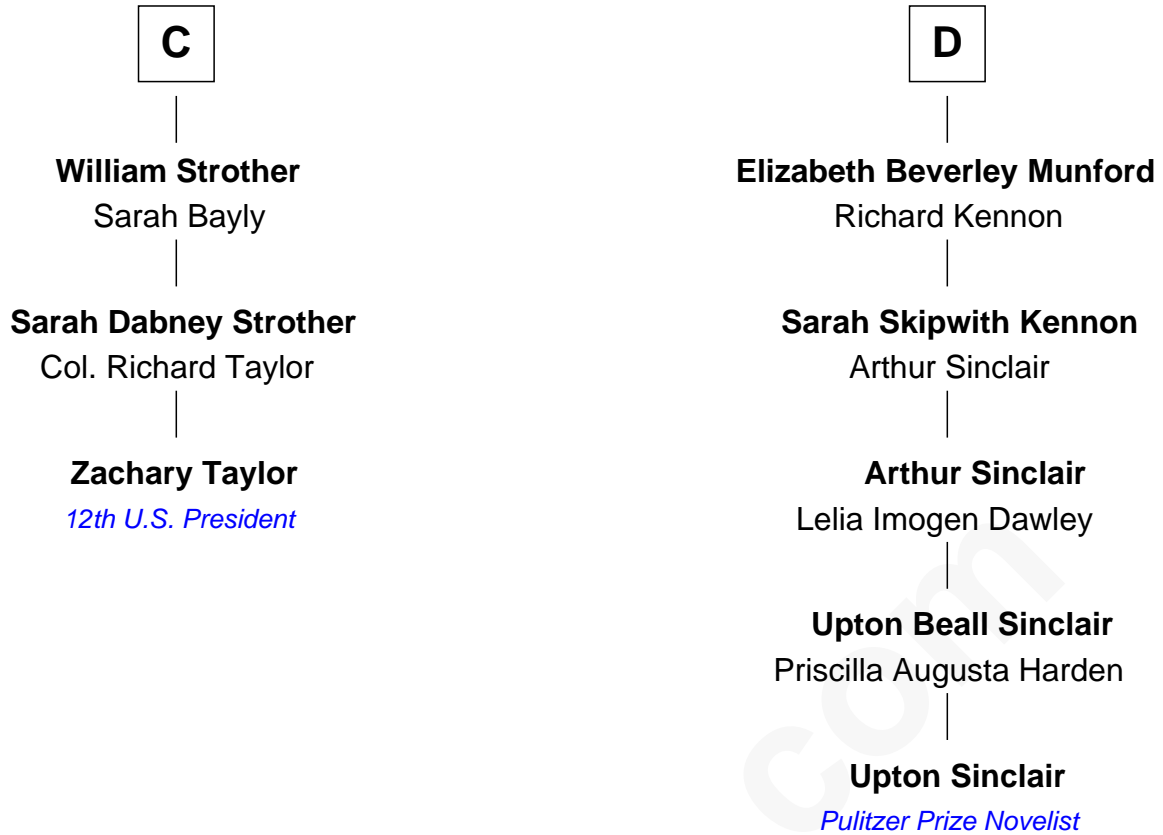 C
William Strother
Sarah Bayly
Sarah Dabney Strother
Col. Richard Taylor
Zachary Taylor
12th U.S. President
D
Elizabeth Beverley Munford
Richard Kennon
Sarah Skipwith Kennon
Arthur Sinclair
Arthur Sinclair
Lelia Imogen Dawley
Upton Beall Sinclair
Priscilla Augusta Harden
Upton Sinclair
Pulitzer Prize Novelist
com